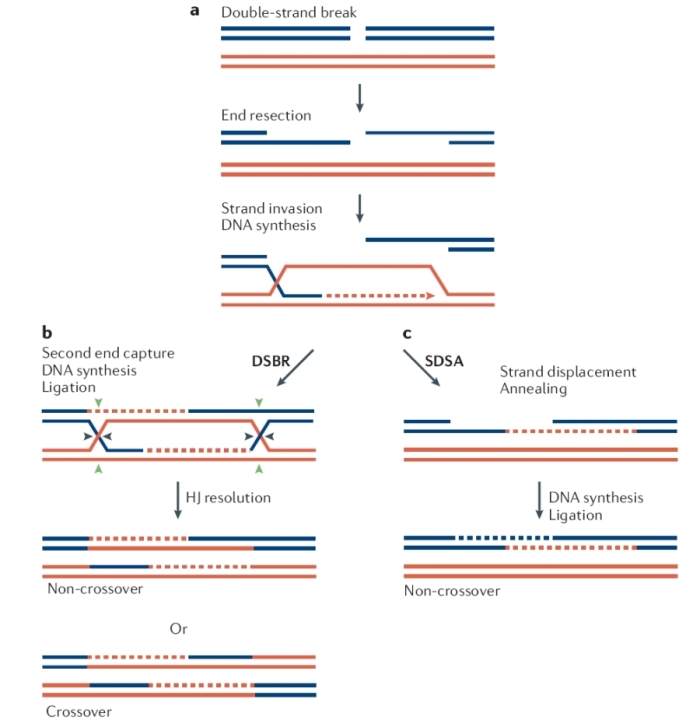 a
Double-strand break
End resection
Strand invasion
DNA synthesis
b
Second end capture
DNA synthesis
Ligation
DSBR
HJ resolution
Non-crossover
Or
Crossover
c
SDSA
Strand displacement
Annealing
DNA synthesis
Ligation
Non-crossover